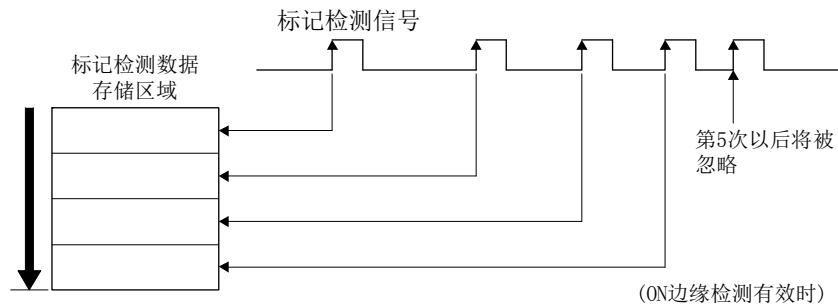 标记检测信号
标记检测数据
存储区域
第5次以后将被
忽略
(ON边缘检测有效时)